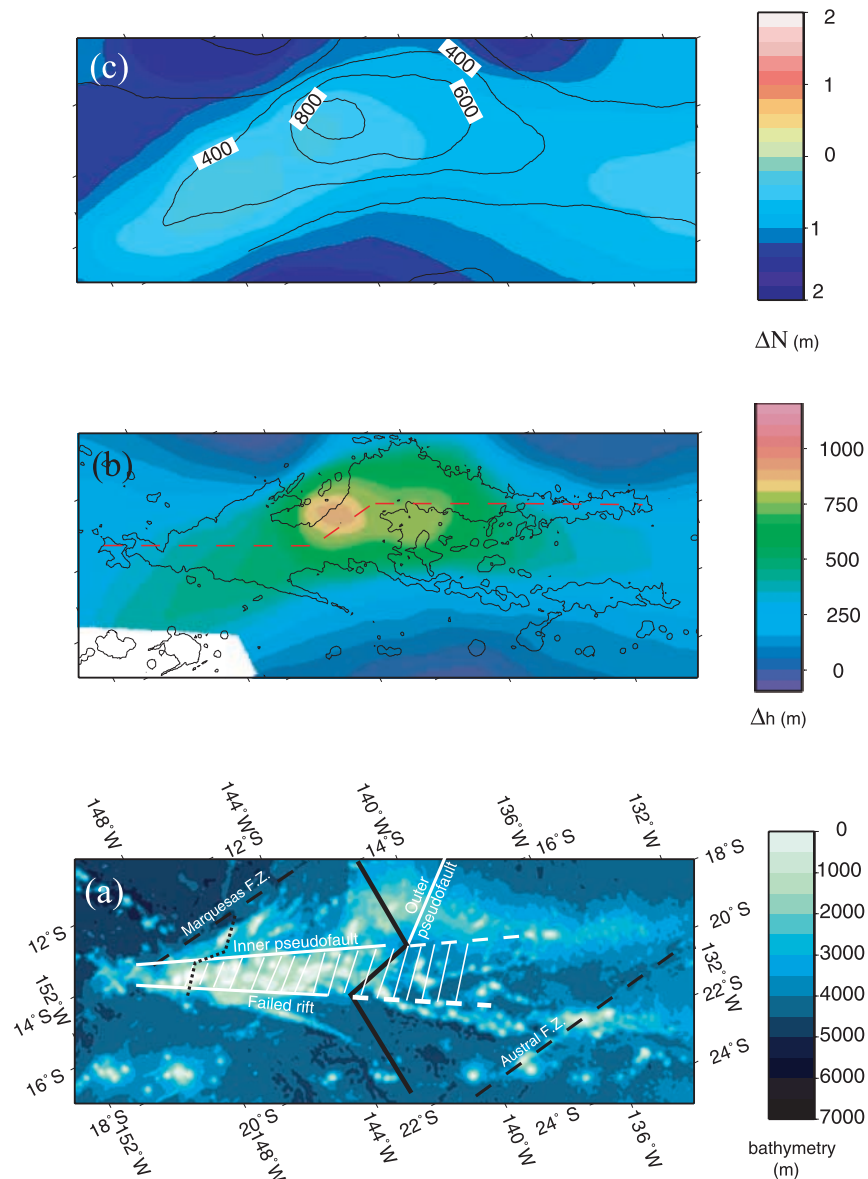 (c)
400
600
800
400
2
1
0
1
2
ΔN (m)
(b)
1000
750
500
250
0
Δh (m)
148°W
144°W
12°S
140°W
14°S
136°W
16°S
132°W
18°S
(a)
Marquesas F.Z.
Outer
pseudofault
Inner pseudofault
Failed rift
Austral F.Z.
12°S
152°W
14°S
16°S
20°S
132°W
22°S
24°S
18°S
152°W
20°S
148°W
144°W
22°S
140°W
24°S
136°W
0
1000
2000
3000
4000
5000
6000
7000
bathymetry
(m)